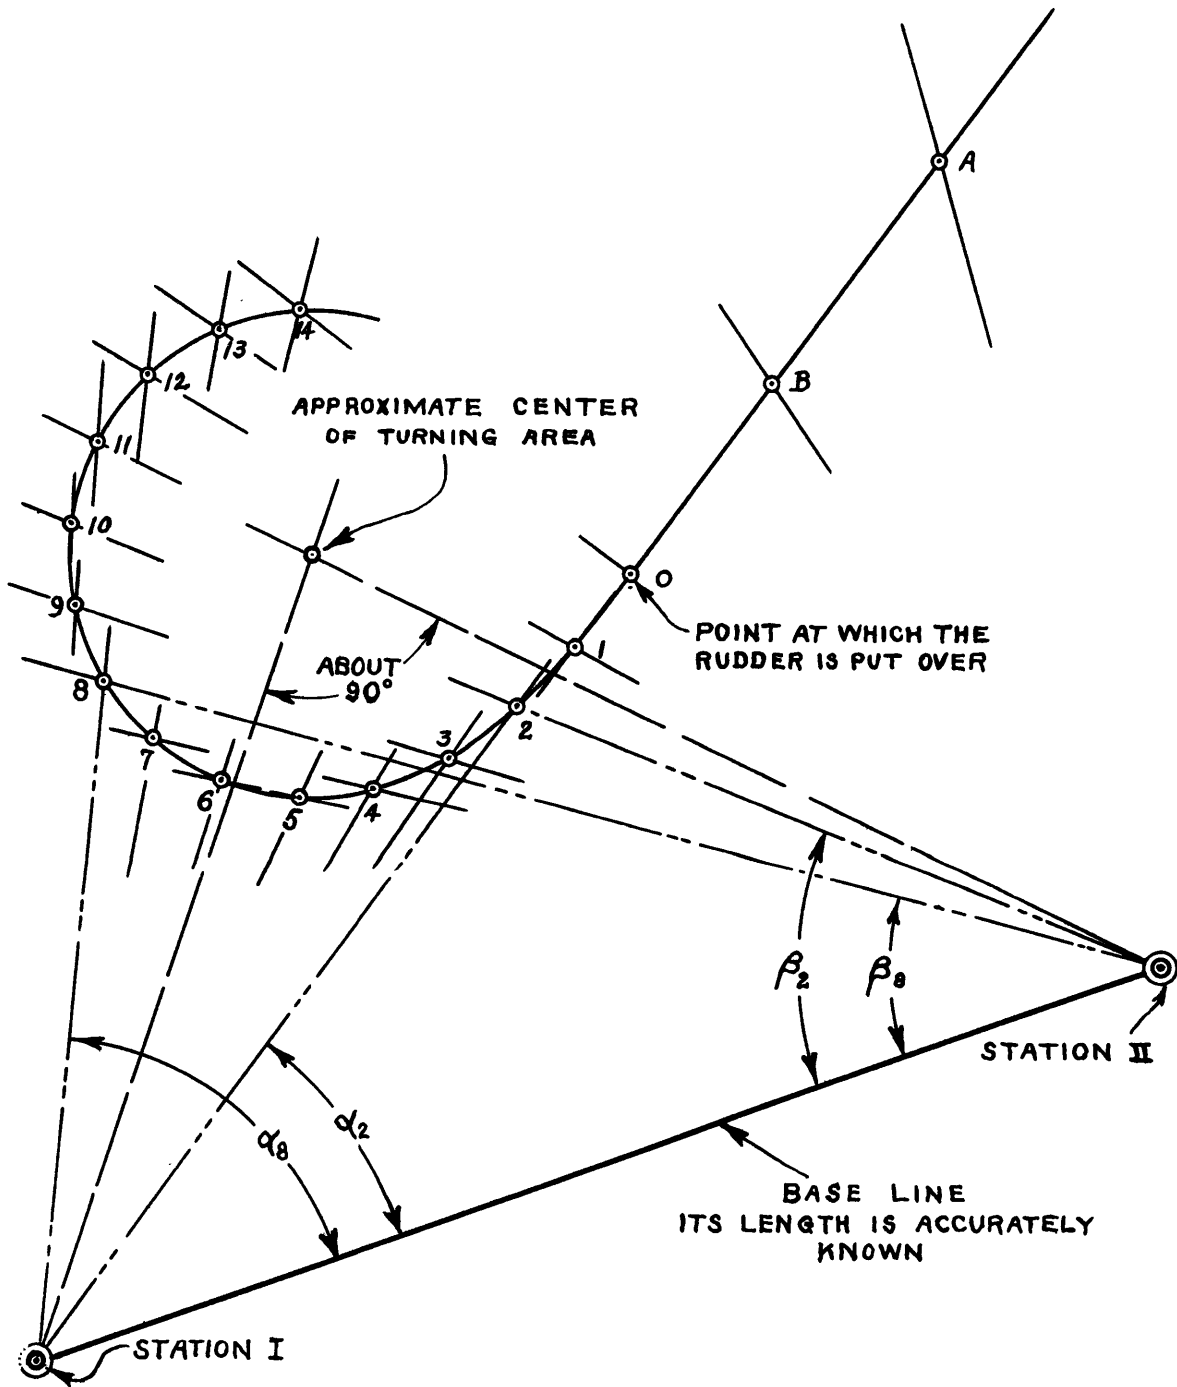 A
B
14
13
12
APPROXIMATE CENTER
OF TURNING AREA
11
10
O
9
POINT AT WHICH THE
RUDDER IS PUT OVER
1
ABOUT
90°
8
2
3
7
6
5
4
β₂
β₈
STATION II
α₂
α₈
BASE LINE
ITS LENGTH IS ACCURATELY
KNOWN
STATION I